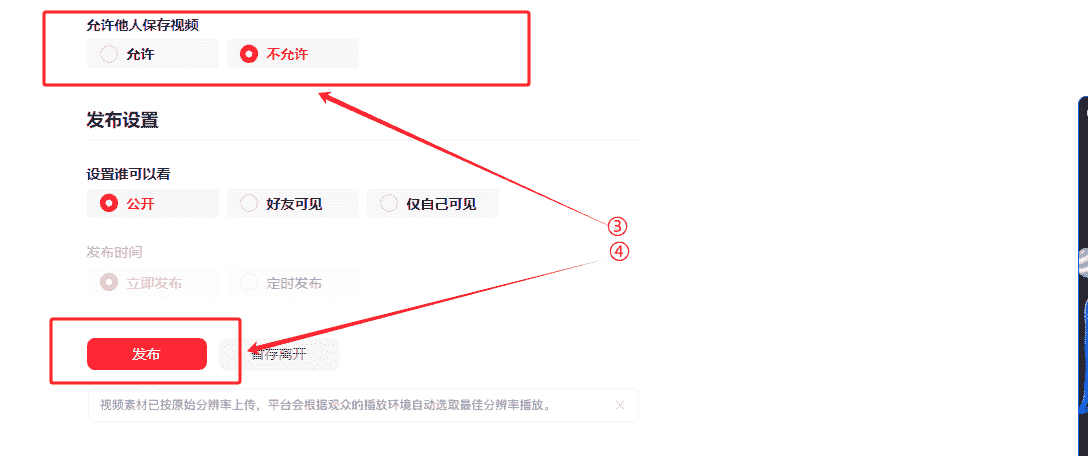 允许他人保存视频
允许 不允许
发布设置
设置谁可以看
公开 好友可见 仅自己可见
③
④
发布时间
立即发布 定时发布
发布 暂存离开
视频素材已按原始分辨率上传，平台会根据观众的播放环境自动选取最佳分辨率播放。